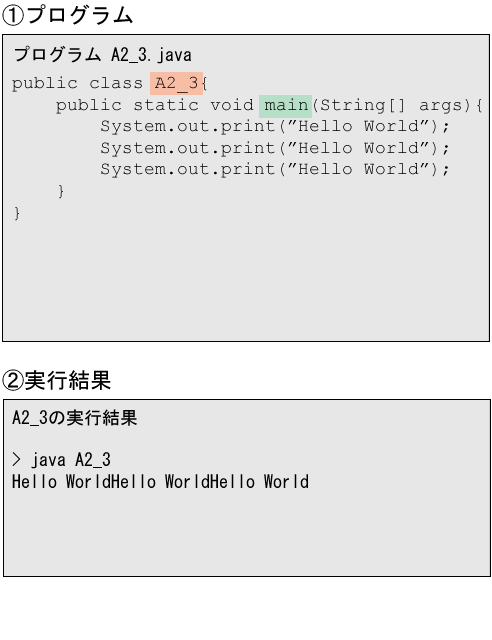 ①プログラム
プログラム A2_3.java
public class A2_3{
    public static void main(String[] args){
        System.out.print(”Hello World”);
        System.out.print(”Hello World”);
        System.out.print(”Hello World”);
    }
}
②実行結果
A2_3の実行結果
> java A2_3
Hello WorldHello WorldHello World